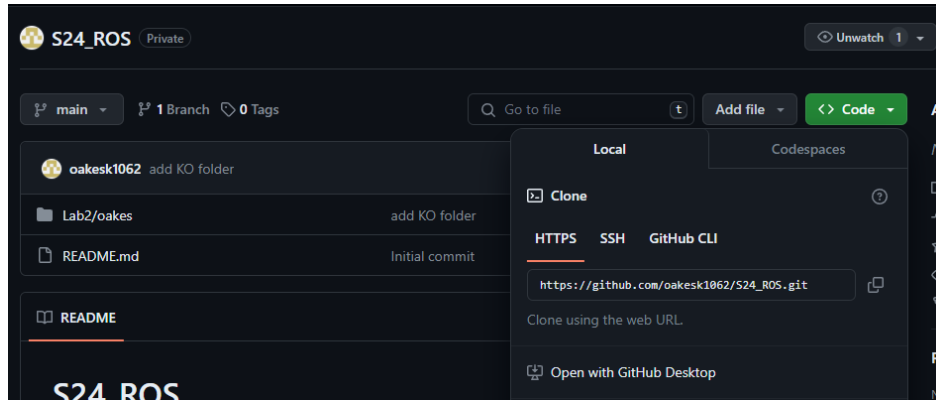 S24_ROS Private
Unwatch 1
main 1 Branch 0 Tags
Go to file t Add file <> Code
Local Codespaces
oakesk1062 add KO folder
Clone
Lab2/oakes add KO folder
HTTPS SSH GitHub CLI
README.md Initial commit
https://github.com/oakesk1062/S24_ROS.git
README
Clone using the web URL.
Open with GitHub Desktop
S24_ROS